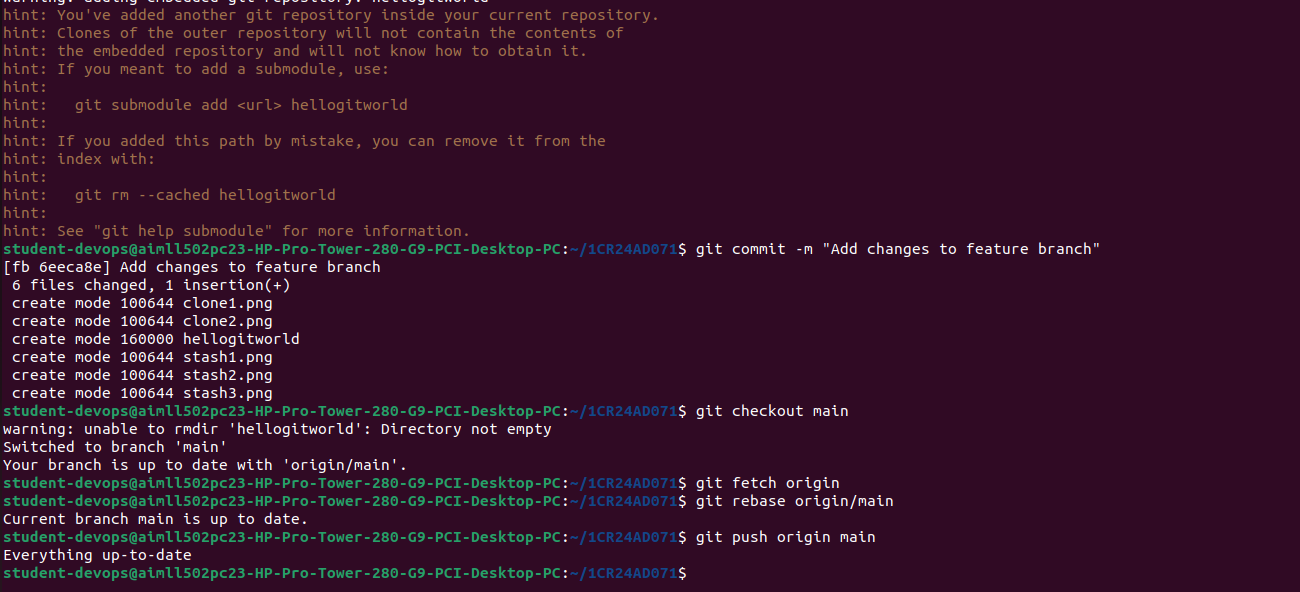 warning: adding embedded git repository: hellogitworld
hint: You've added another git repository inside your current repository.
hint: Clones of the outer repository will not contain the contents of
hint: the embedded repository and will not know how to obtain it.
hint: If you meant to add a submodule, use:
hint:
hint:   git submodule add <url> hellogitworld
hint:
hint: If you added this path by mistake, you can remove it from the
hint: index with:
hint:
hint:   git rm --cached hellogitworld
hint:
hint: See "git help submodule" for more information.
student-devops@aimll502pc23-HP-Pro-Tower-280-G9-PCI-Desktop-PC:~/1CR24AD071$ git commit -m "Add changes to feature branch"
[fb 6eeca8e] Add changes to feature branch
 6 files changed, 1 insertion(+)
 create mode 100644 clone1.png
 create mode 100644 clone2.png
 create mode 160000 hellogitworld
 create mode 100644 stash1.png
 create mode 100644 stash2.png
 create mode 100644 stash3.png
student-devops@aimll502pc23-HP-Pro-Tower-280-G9-PCI-Desktop-PC:~/1CR24AD071$ git checkout main
warning: unable to rmdir 'hellogitworld': Directory not empty
Switched to branch 'main'
Your branch is up to date with 'origin/main'.
student-devops@aimll502pc23-HP-Pro-Tower-280-G9-PCI-Desktop-PC:~/1CR24AD071$ git fetch origin
student-devops@aimll502pc23-HP-Pro-Tower-280-G9-PCI-Desktop-PC:~/1CR24AD071$ git rebase origin/main
Current branch main is up to date.
student-devops@aimll502pc23-HP-Pro-Tower-280-G9-PCI-Desktop-PC:~/1CR24AD071$ git push origin main
Everything up-to-date
student-devops@aimll502pc23-HP-Pro-Tower-280-G9-PCI-Desktop-PC:~/1CR24AD071$